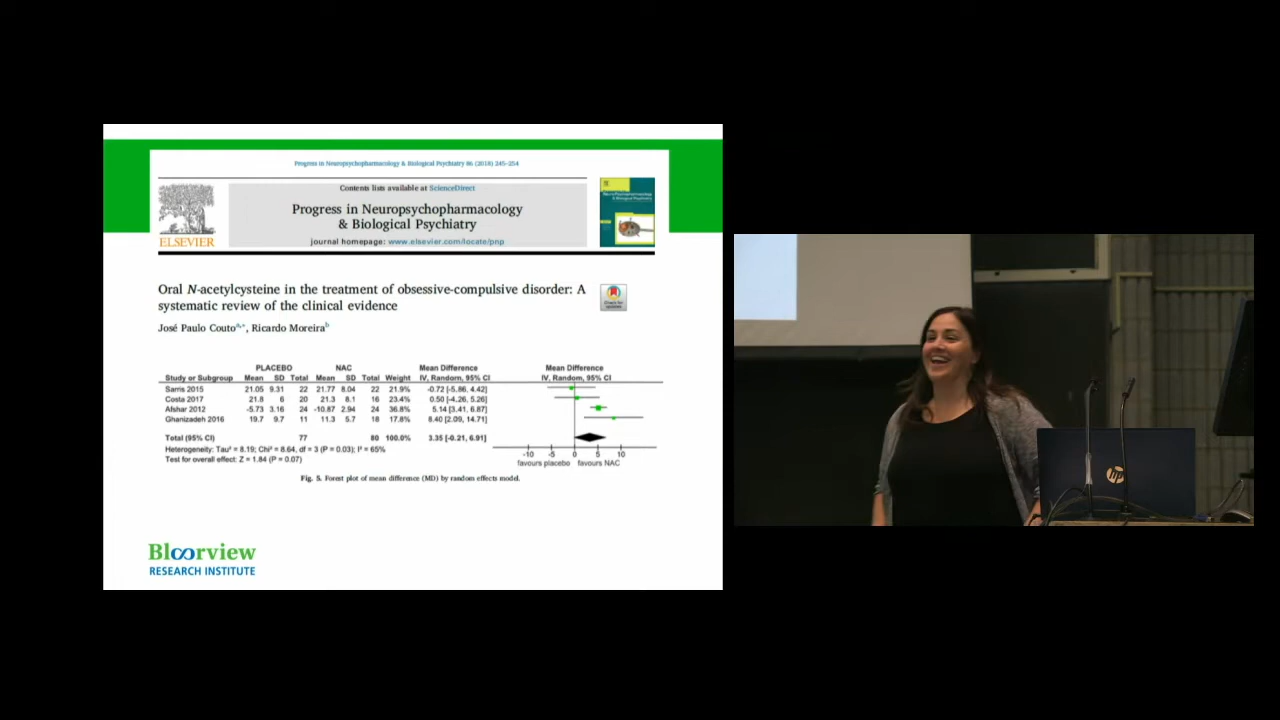 Progress in Neuropsychopharmacology & Biological Psychiatry 86 (2018) 245–254
Contents lists available at ScienceDirect
Progress in Neuropsychopharmacology
& Biological Psychiatry
journal homepage: www.elsevier.com/locate/pnp
ELSEVIER
Oral N-acetylcysteine in the treatment of obsessive-compulsive disorder: A
systematic review of the clinical evidence
Check for
updates
José Paulo Couto a,*, Ricardo Moreira b
PLACEBO NAC Mean Difference Mean Difference
Study or Subgroup Mean SD Total Mean SD Total Weight IV, Random, 95% CI IV, Random, 95% CI
Sarris 2015 21.05 9.31 22 21.77 8.04 22 21.9% -0.72 [-5.86, 4.42]
Costa 2017 21.8 6 20 21.3 8.1 16 23.4% 0.50 [-4.26, 5.26]
Afshar 2012 -5.73 3.16 24 -10.87 2.94 24 36.8% 5.14 [3.41, 6.87]
Ghanizadeh 2016 19.7 9.7 11 11.3 5.7 18 17.8% 8.40 [2.09, 14.71]
Total (95% CI) 77 80 100.0% 3.35 [-0.21, 6.91]
Heterogeneity: Tau² = 8.19; Chi² = 8.64, df = 3 (P = 0.03); I² = 65%
Test for overall effect: Z = 1.84 (P = 0.07)
-10 -5 0 5 10
favours placebo favours NAC
Fig. 5. Forest plot of mean difference (MD) by random effects model.
Bloorview
RESEARCH INSTITUTE
hp